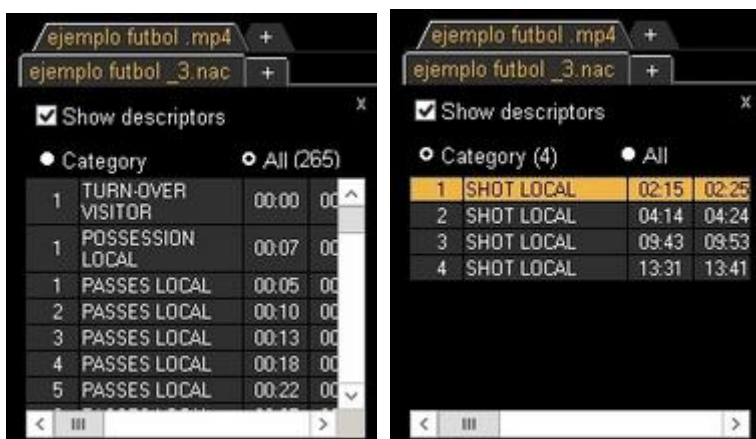 ejemplo futbol .mp4 +
ejemplo futbol _3.nac +
x
Show descriptors
Category All (265)
1 TURN-OVER VISITOR 00:00
1 POSSESSION LOCAL 00:07
1 PASSES LOCAL 00:05
2 PASSES LOCAL 00:10
3 PASSES LOCAL 00:13
4 PASSES LOCAL 00:18
5 PASSES LOCAL 00:22
ejemplo futbol .mp4 +
ejemplo futbol _3.nac +
x
Show descriptors
Category (4) All
1 SHOT LOCAL 02:15 02:25
2 SHOT LOCAL 04:14 04:24
3 SHOT LOCAL 09:43 09:53
4 SHOT LOCAL 13:31 13:41